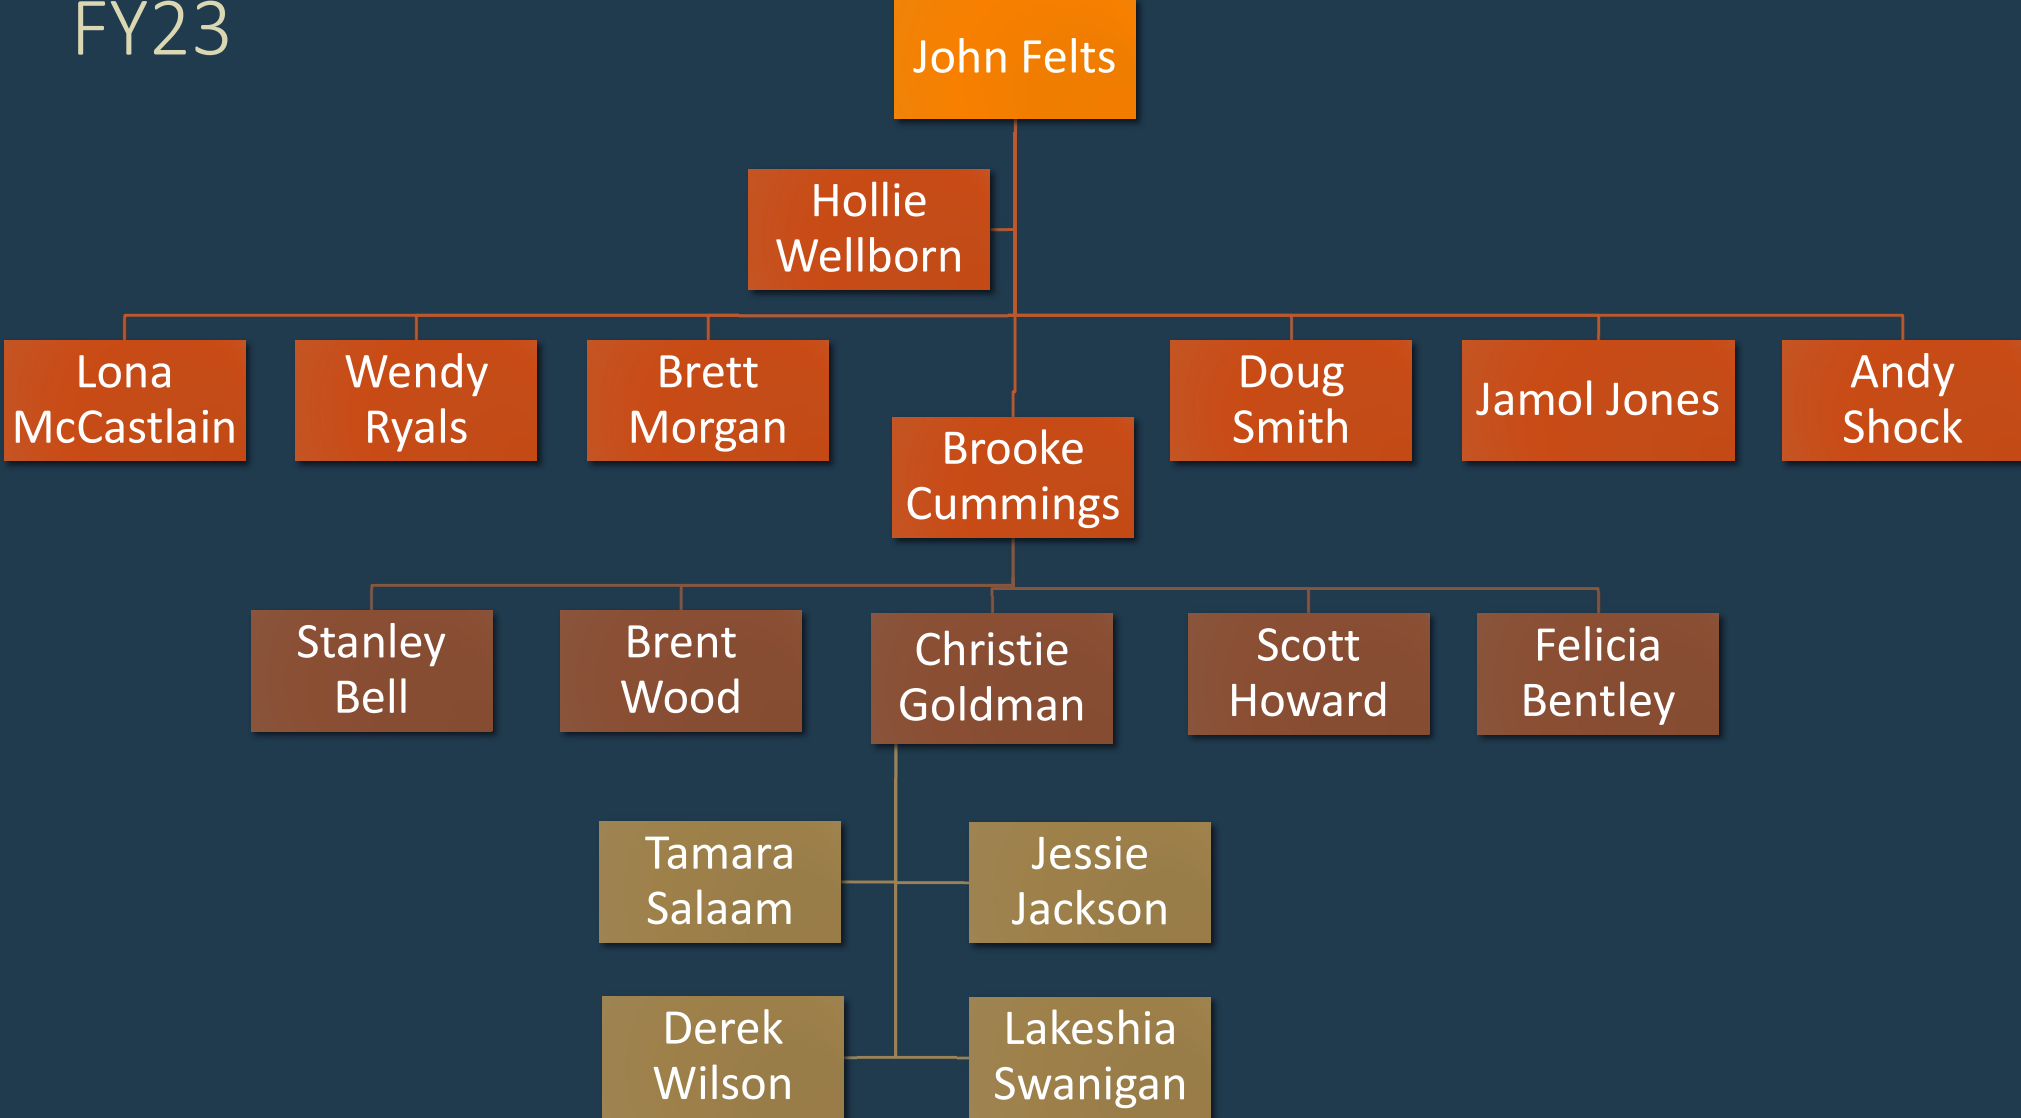 FY23
John Felts
Hollie
Wellborn
Lona
McCastlain
Wendy
Ryals
Brett
Morgan
Brooke
Cummings
Doug
Smith
Jamol Jones
Andy
Shock
Stanley
Bell
Brent
Wood
Christie
Goldman
Scott
Howard
Felicia
Bentley
Tamara
Salaam
Jessie
Jackson
Derek
Wilson
Lakeshia
Swanigan